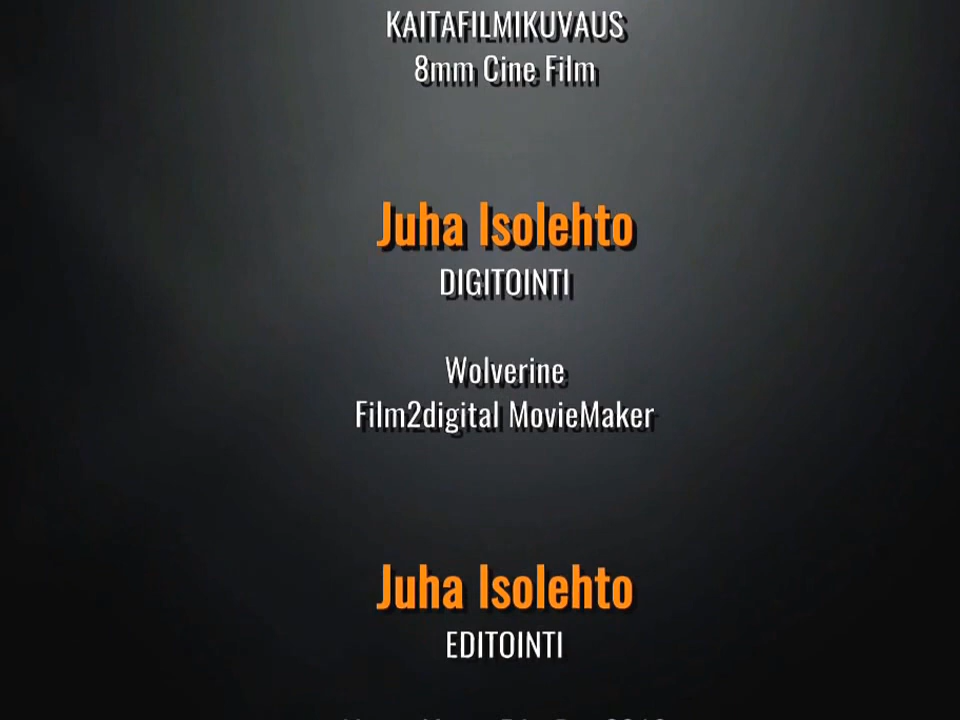 KAITAFILMIKUVAUS
8mm Cine Film
Juha Isolehto
DIGITOINTI
Wolverine
Film2digital MovieMaker
Juha Isolehto
EDITOINTI